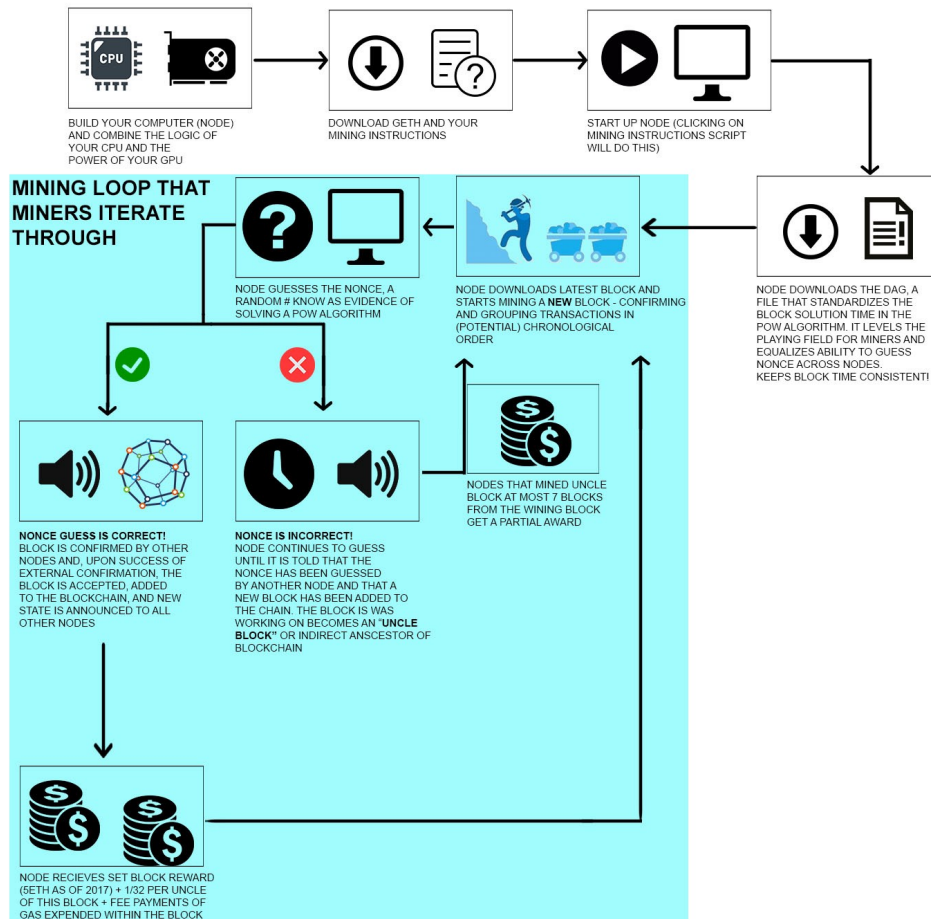 CPU
BUILD YOUR COMPUTER (NODE)
AND COMBINE THE LOGIC OF
YOUR CPU AND THE
POWER OF YOUR GPU
DOWNLOAD GETH AND YOUR
MINING INSTRUCTIONS
START UP NODE (CLICKING ON
MINING INSTRUCTIONS SCRIPT
WILL DO THIS)
NODE DOWNLOADS THE DAG, A
FILE THAT STANDARDIZES THE
BLOCK SOLUTION TIME IN THE
POW ALGORITHM. IT LEVELS THE
PLAYING FIELD FOR MINERS AND
EQUALIZES ABILITY TO GUESS
NONCE ACROSS NODES.
KEEPS BLOCK TIME CONSISTENT!
MINING LOOP THAT
MINERS ITERATE
THROUGH
NODE DOWNLOADS LATEST BLOCK AND
STARTS MINING A NEW BLOCK - CONFIRMING
AND GROUPING TRANSACTIONS IN
(POTENTIAL) CHRONOLOGICAL
ORDER
NODE GUESSES THE NONCE, A
RANDOM # KNOW AS EVIDENCE OF
SOLVING A POW ALGORITHM
NONCE GUESS IS CORRECT!
BLOCK IS CONFIRMED BY OTHER
NODES AND, UPON SUCCESS OF
EXTERNAL CONFIRMATION, THE
BLOCK IS ACCEPTED, ADDED
TO THE BLOCKCHAIN, AND NEW
STATE IS ANNOUNCED TO ALL
OTHER NODES
NONCE IS INCORRECT!
NODE CONTINUES TO GUESS
UNTIL IT IS TOLD THAT THE
NONCE HAS BEEN GUESSED
BY ANOTHER NODE AND THAT A
NEW BLOCK HAS BEEN ADDED TO
THE CHAIN. THE BLOCK IS WAS
WORKING ON BECOMES AN “UNCLE
BLOCK” OR INDIRECT ANSCESTOR OF
BLOCKCHAIN
NODES THAT MINED UNCLE
BLOCK AT MOST 7 BLOCKS
FROM THE WINING BLOCK
GET A PARTIAL AWARD
NODE RECIEVES SET BLOCK REWARD
(5ETH AS OF 2017) + 1/32 PER UNCLE
OF THIS BLOCK + FEE PAYMENTS OF
GAS EXPENDED WITHIN THE BLOCK